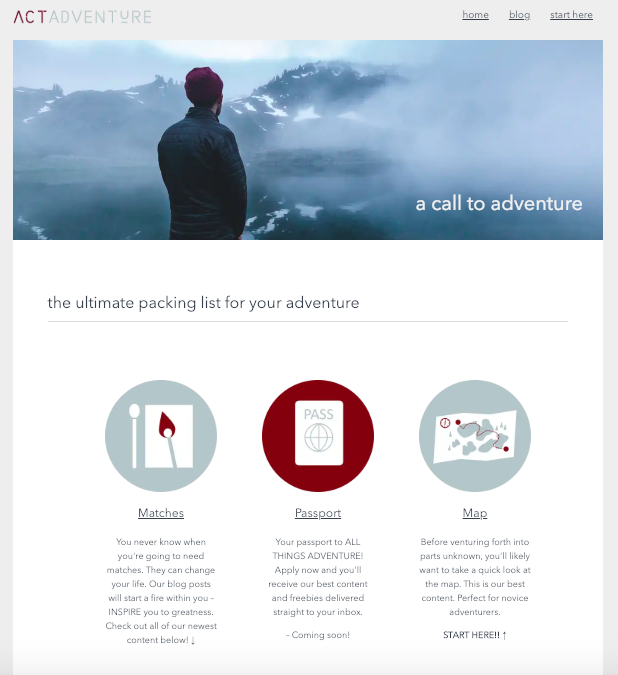 ACTADVENTURE
home blog start here
a call to adventure
the ultimate packing list for your adventure
PASS
Matches
You never know when
you're going to need
matches. They can change
your life. Our blog posts
will start a fire within you –
INSPIRE you to greatness.
Check out all of our newest
content below! ↓
Passport
Your passport to ALL
THINGS ADVENTURE!
Apply now and you'll
receive our best content
and freebies delivered
straight to your inbox.
– Coming soon!
Map
Before venturing forth into
parts unknown, you'll likely
want to take a quick look at
the map. This is our best
content. Perfect for novice
adventurers.
START HERE!! ↑